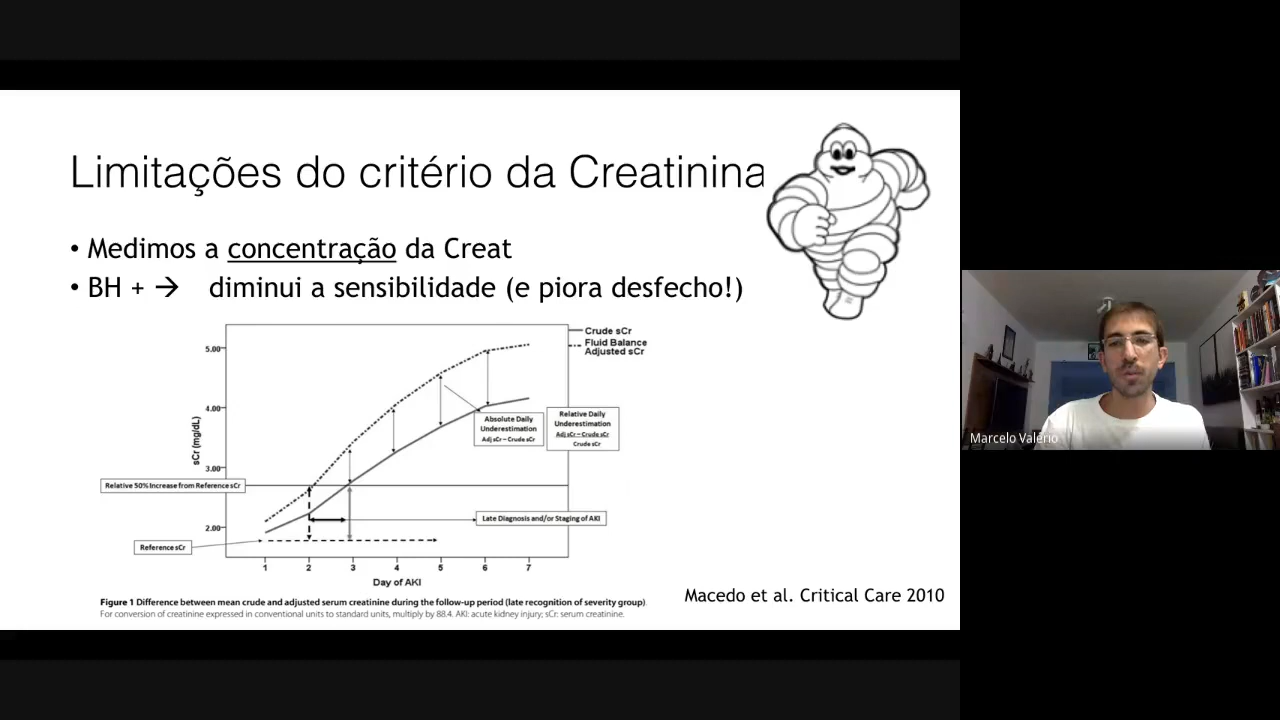 Limitações do critério da Creatinina
• Medimos a concentração da Creat
• BH + → diminui a sensibilidade (e piora desfecho!)
Crude sCr
Fluid Balance
Adjusted sCr
5.00
4.00
3.00
2.00
sCr (mg/dL)
Absolute Daily
Underestimation
Adj sCr – Crude sCr
Relative Daily
Underestimation
Adj sCr – Crude sCr
Crude sCr
Relative 50% Increase from Reference sCr
Late Diagnosis and/or Staging of AKI
Reference sCr
1 2 3 4 5 6 7
Day of AKI
Figure 1 Difference between mean crude and adjusted serum creatinine during the follow-up period (late recognition of severity group)
For conversion of creatinine expressed in conventional units to standard units, multiply by 88.4. AKI: acute kidney injury; sCr: serum creatinine.
Macedo et al. Critical Care 2010
Marcelo Valério